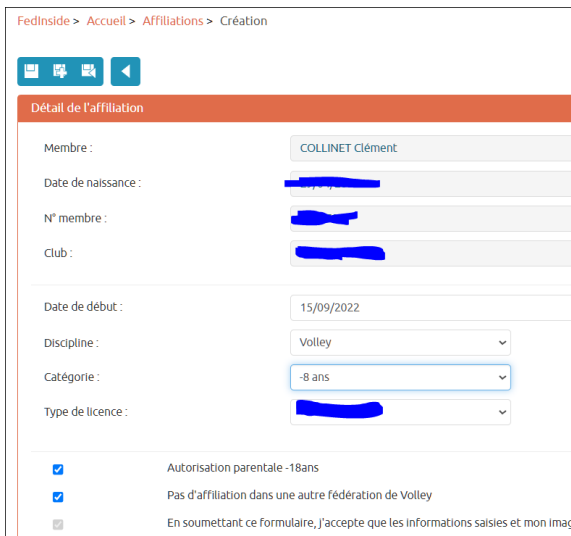 FedInside > Accueil > Affiliations > Création
Détail de l'affiliation
Membre : COLLINET Clément
Date de naissance :
N° membre :
Club :
Date de début : 15/09/2022
Discipline : Volley
Catégorie : -8 ans
Type de licence :
Autorisation parentale -18ans
Pas d'affiliation dans une autre fédération de Volley
En soumettant ce formulaire, j'accepte que les informations saisies et mon